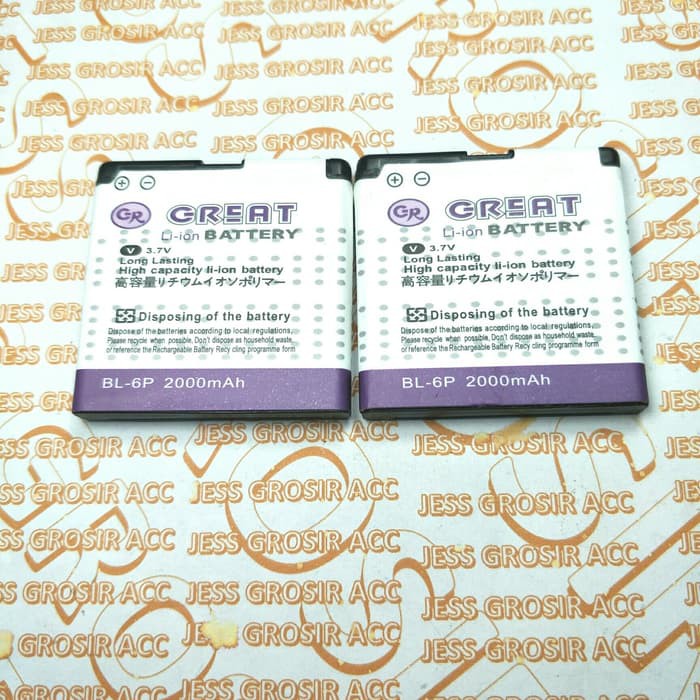 GR GREAT
Li-ion BATTERY
V 3.7V
Long Lasting
High capacity li-ion battery
高容量リチウムイオンポリマー
Disposing of the battery
Dispose of the batteries according to local regulations,
Please recycle when possible. Don't dispose as household waste,
or reference the Rechargeable Battery Recy cling programme form
BL-6P 2000mAh
GR GREAT
Li-ion BATTERY
V 3.7V
Long Lasting
High capacity li-ion battery
高容量リチウムイオンポリマー
Disposing of the battery
Dispose of the batteries according to local regulations,
Please recycle when possible. Don't dispose as household waste,
or reference the Rechargeable Battery Recy cling programme form
BL-6P 2000mAh
JESS GROSIR ACC